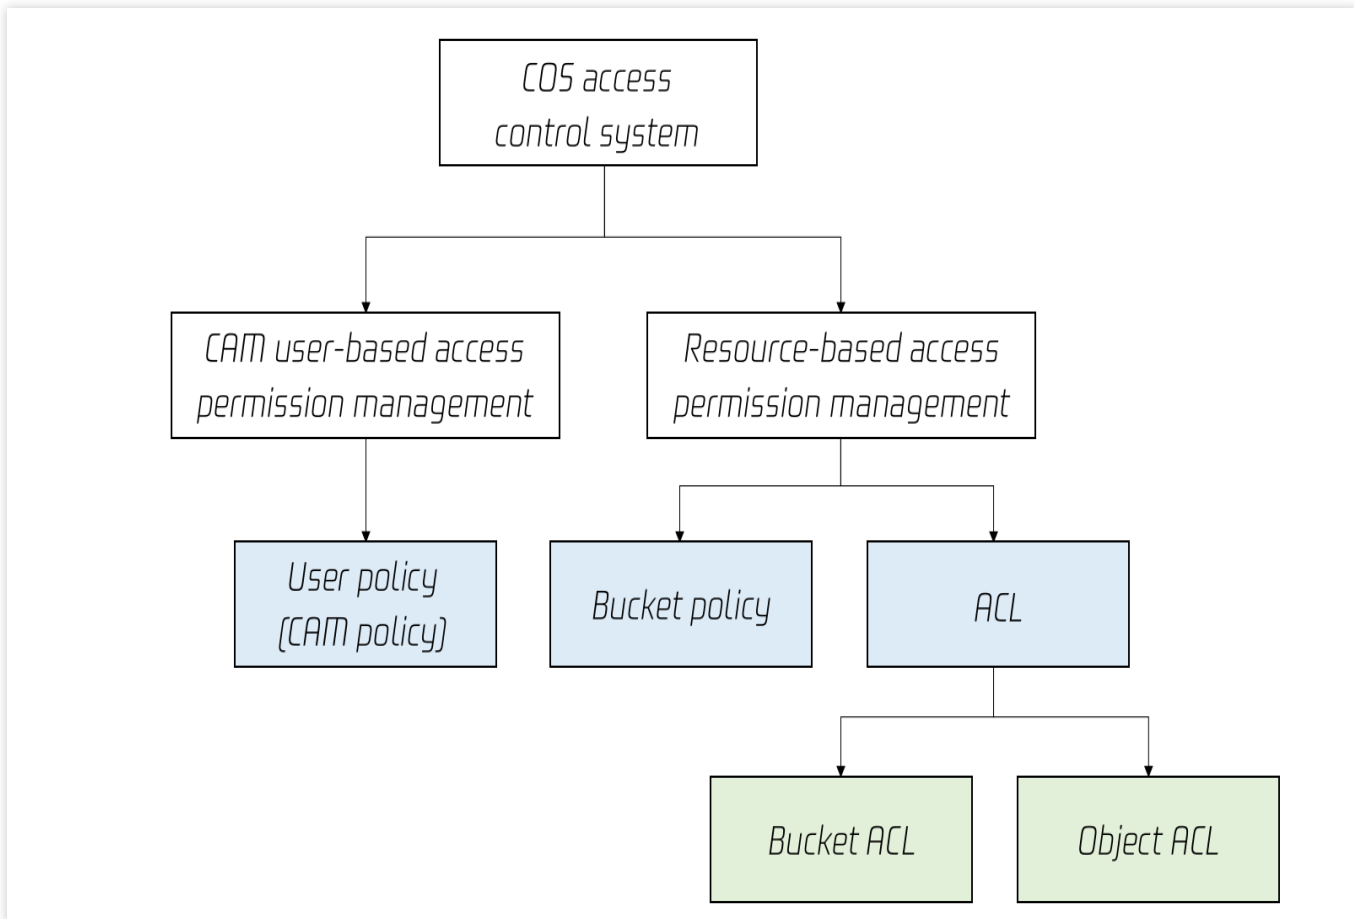 COS access
control system
CAM user-based access
permission management
Resource-based access
permission management
User policy
(CAM policy)
Bucket policy
ACL
Bucket ACL
Object ACL